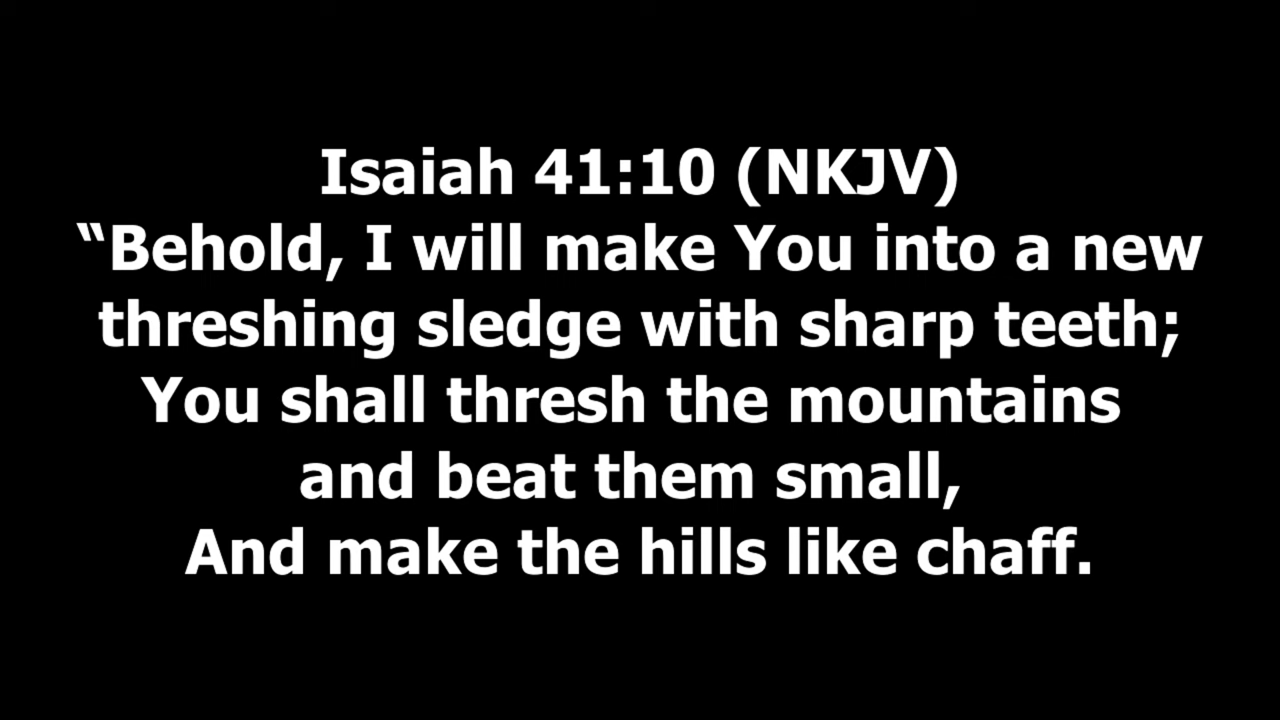 Isaiah 41:10 (NKJV)
“Behold, I will make You into a new
threshing sledge with sharp teeth;
You shall thresh the mountains
and beat them small,
And make the hills like chaff.